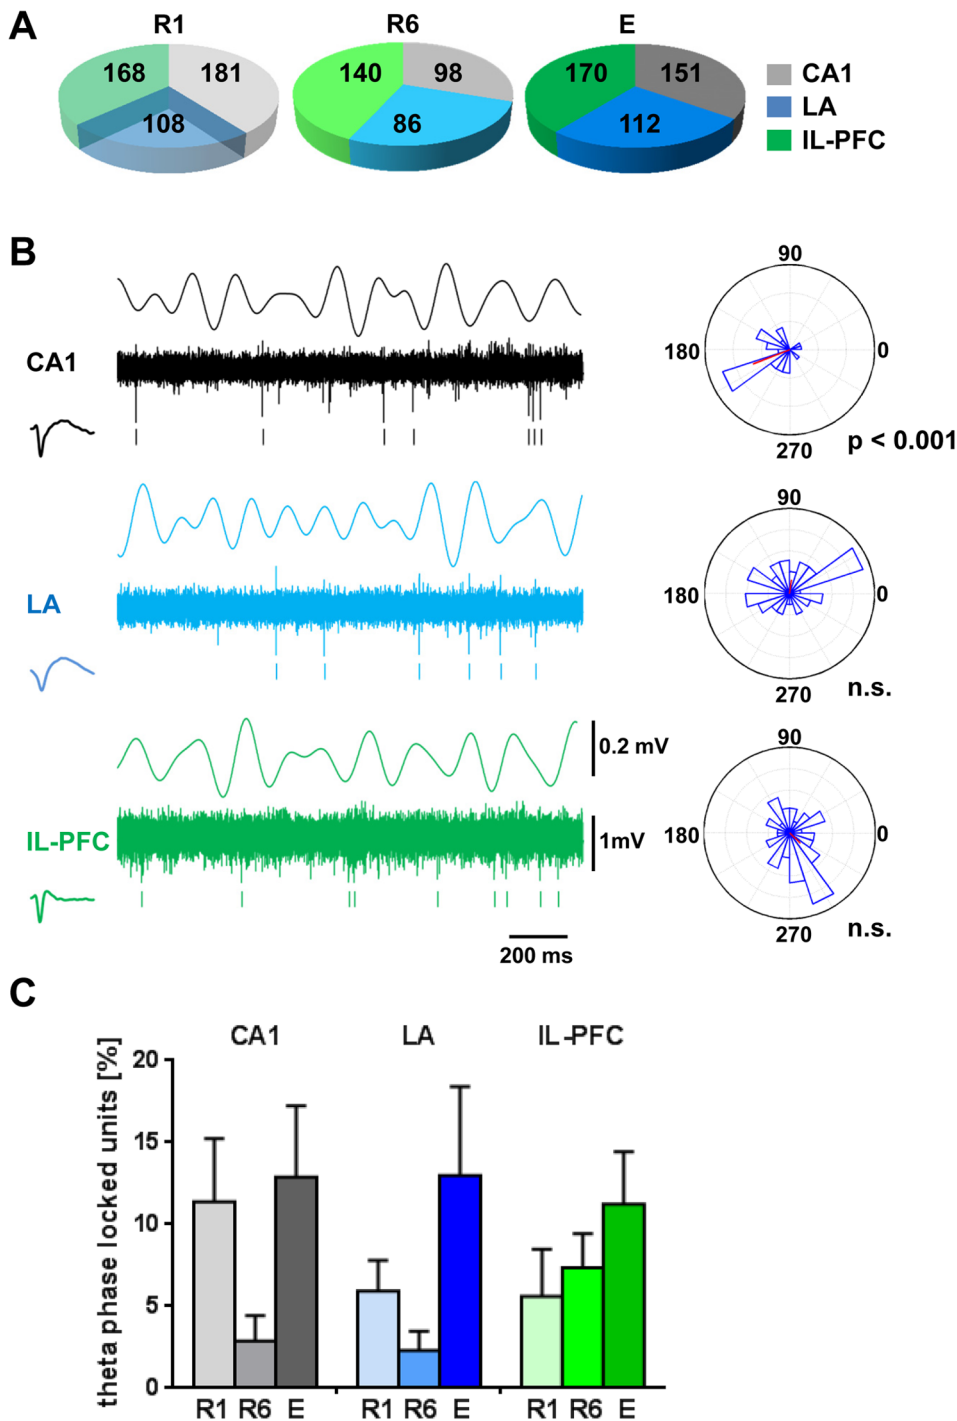 A
R1
R6
E
168
181
108
140
98
86
170
151
112
CA1
LA
IL-PFC
B
CA1
90
180
0
270
p < 0.001
LA
90
180
0
270
n.s.
IL-PFC
0.2 mV
1mV
200 ms
90
180
0
270
n.s.
C
CA1
LA
IL-PFC
theta phase locked units [%]
20
15
10
5
0
R1 R6 E R1 R6 E R1 R6 E